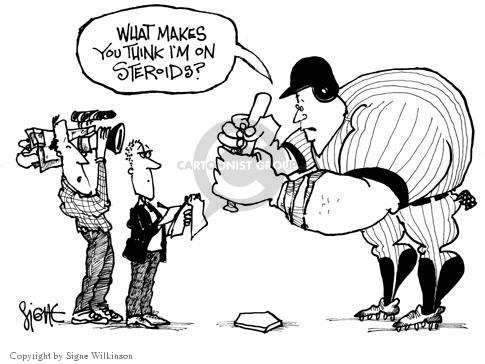 WHAT MAKES
YOU THINK I'M ON
STEROIDS?
CARTOONIST GROUP
Signe
Copyright by Signe Wilkinson